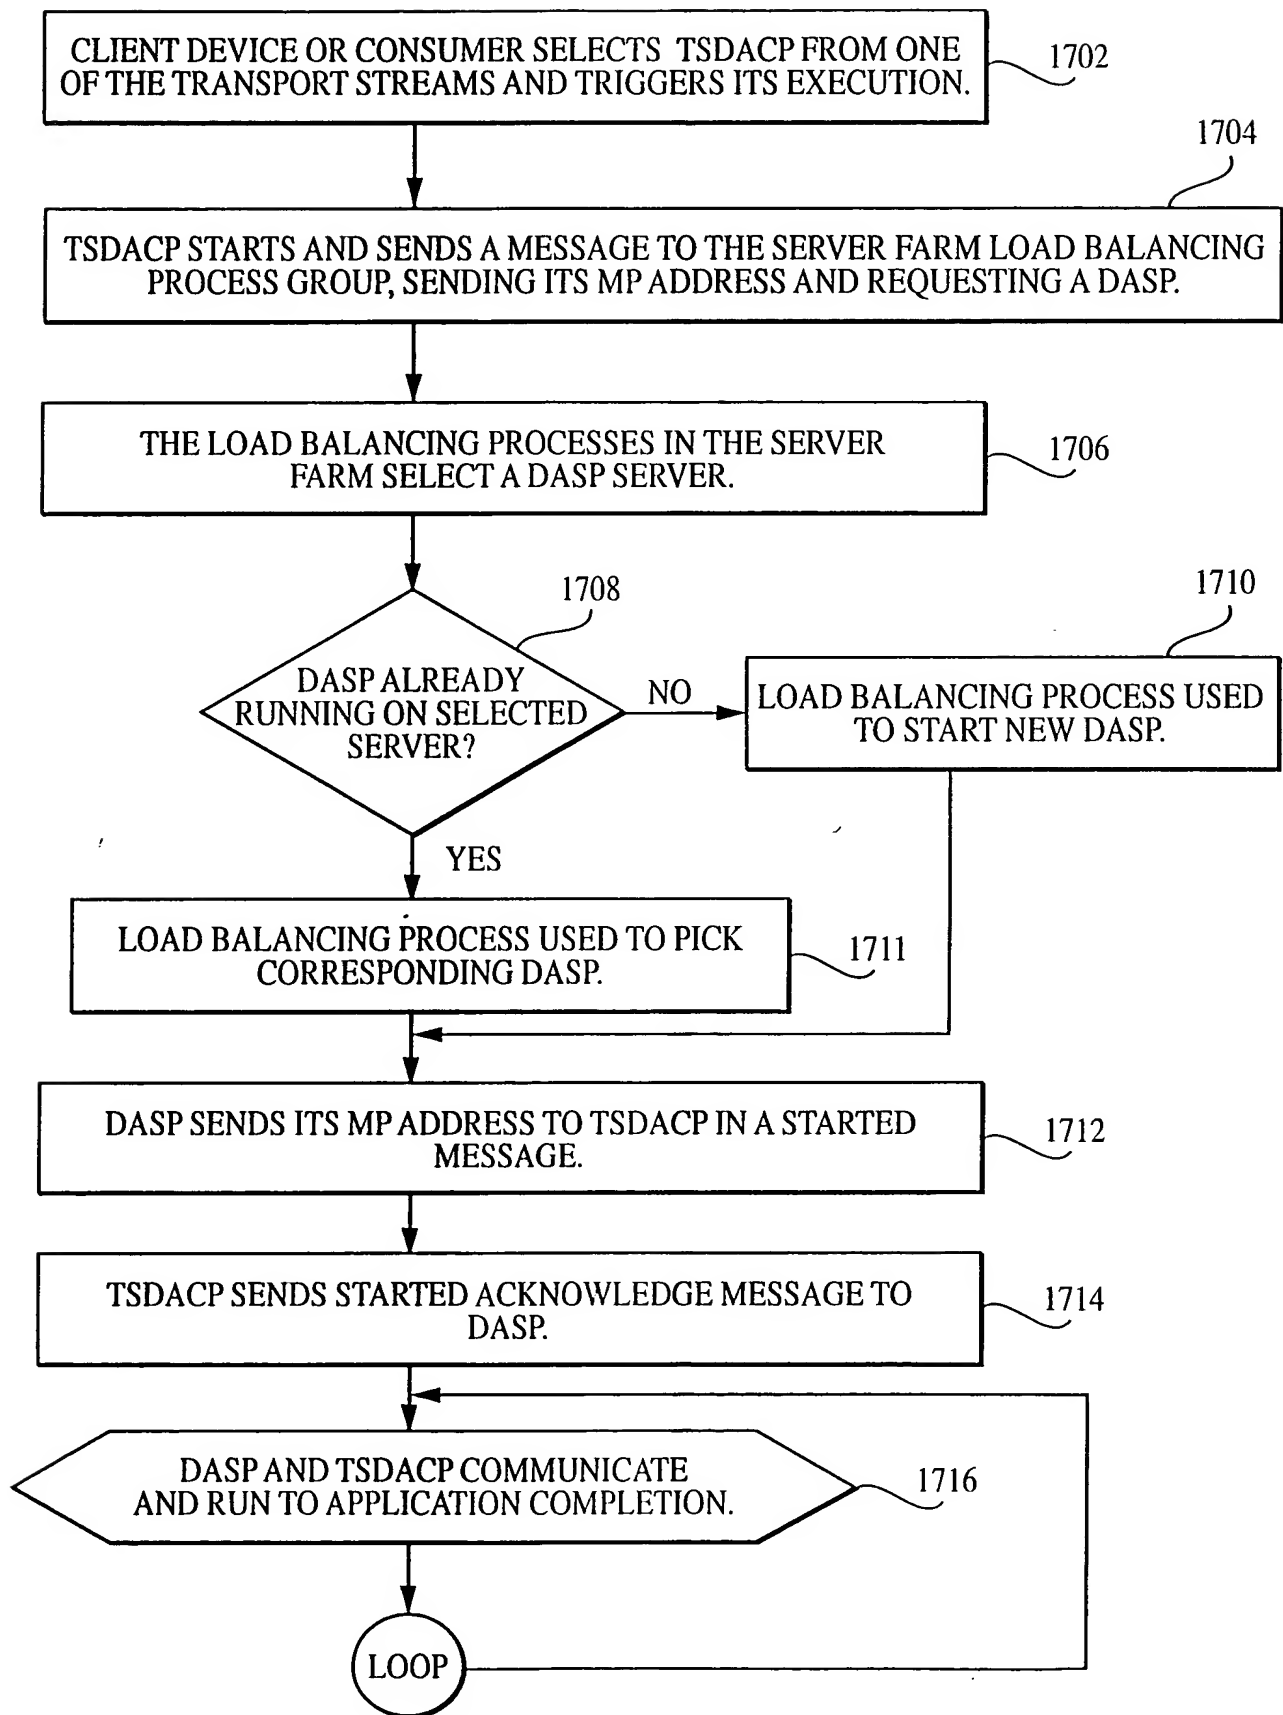 CLIENT DEVICE OR CONSUMER SELECTS TSDACP FROM ONE
OF THE TRANSPORT STREAMS AND TRIGGERS ITS EXECUTION.
1702
1704
TSDACP STARTS AND SENDS A MESSAGE TO THE SERVER FARM LOAD BALANCING
PROCESS GROUP, SENDING ITS MP ADDRESS AND REQUESTING A DASP.
THE LOAD BALANCING PROCESSES IN THE SERVER
FARM SELECT A DASP SERVER.
1706
1708
DASP ALREADY
RUNNING ON SELECTED
SERVER?
NO
1710
LOAD BALANCING PROCESS USED
TO START NEW DASP.
YES
LOAD BALANCING PROCESS USED TO PICK
CORRESPONDING DASP.
1711
DASP SENDS ITS MP ADDRESS TO TSDACP IN A STARTED
MESSAGE.
1712
TSDACP SENDS STARTED ACKNOWLEDGE MESSAGE TO
DASP.
1714
DASP AND TSDACP COMMUNICATE
AND RUN TO APPLICATION COMPLETION.
1716
LOOP